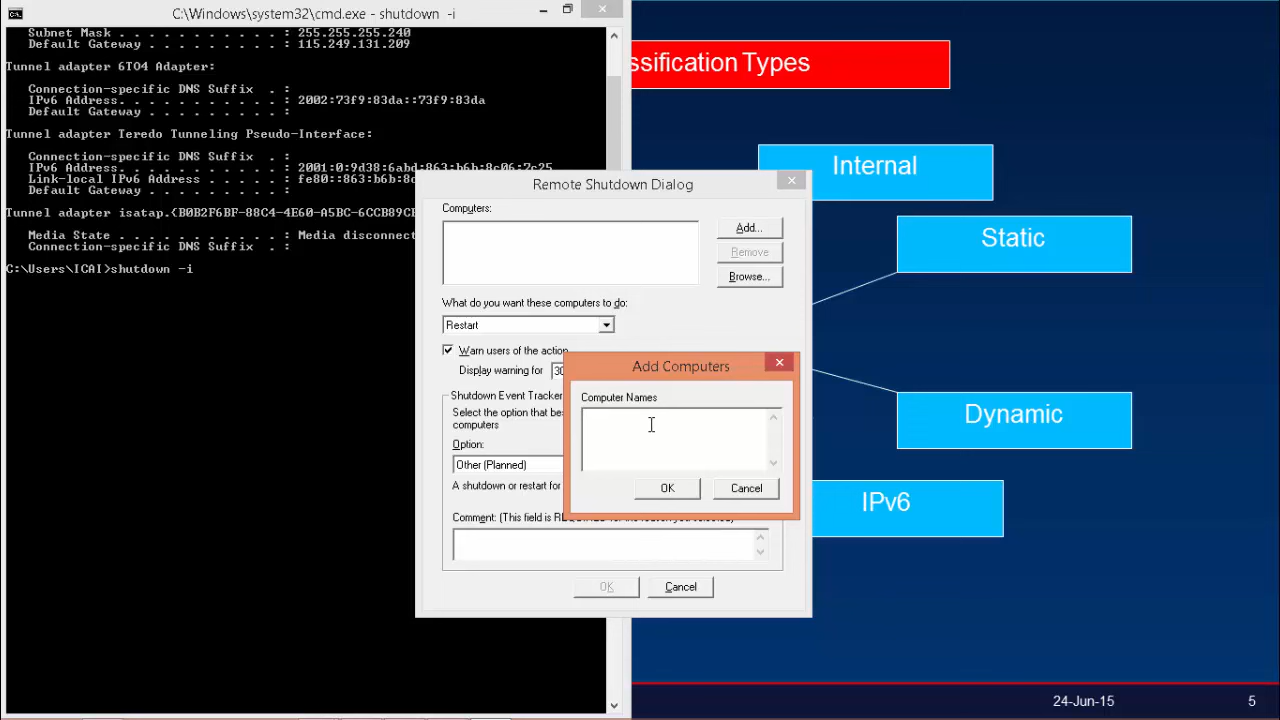 C:\Windows\system32\cmd.exe - shutdown -i
Subnet Mask . . . . . . . . . . . : 255.255.255.240
Default Gateway . . . . . . . . . : 115.249.131.209
Tunnel adapter 6TO4 Adapter:
Connection-specific DNS Suffix . :
IPv6 Address. . . . . . . . . . . : 2002:73f9:83da::73f9:83da
Default Gateway . . . . . . . . . :
Tunnel adapter Teredo Tunneling Pseudo-Interface:
Connection-specific DNS Suffix . :
IPv6 Address. . . . . . . . . . . : 2001:0:9d38:6abd:863:b6b:8c06:7c25
Link-local IPv6 Address . . . . . : fe80::863:b6b:8c
Default Gateway . . . . . . . . . :
Tunnel adapter isatap.{B0B2F6BF-88C4-4E60-A5BC-6CCB89CE
Media State . . . . . . . . . . . : Media disconnect
Connection-specific DNS Suffix . :
C:\Users\ICAI>shutdown -i
Remote Shutdown Dialog
Computers:
Add...
Remove
Browse...
What do you want these computers to do:
Restart
Warn users of the action
Display warning for 30
Shutdown Event Tracker
Select the option that be
computers
Option:
Other (Planned)
A shutdown or restart for
Comment: (This field is
OK
Cancel
Add Computers
Computer Names
OK
Cancel
ssification Types
Internal
Static
Dynamic
IPv6
24-Jun-15
5